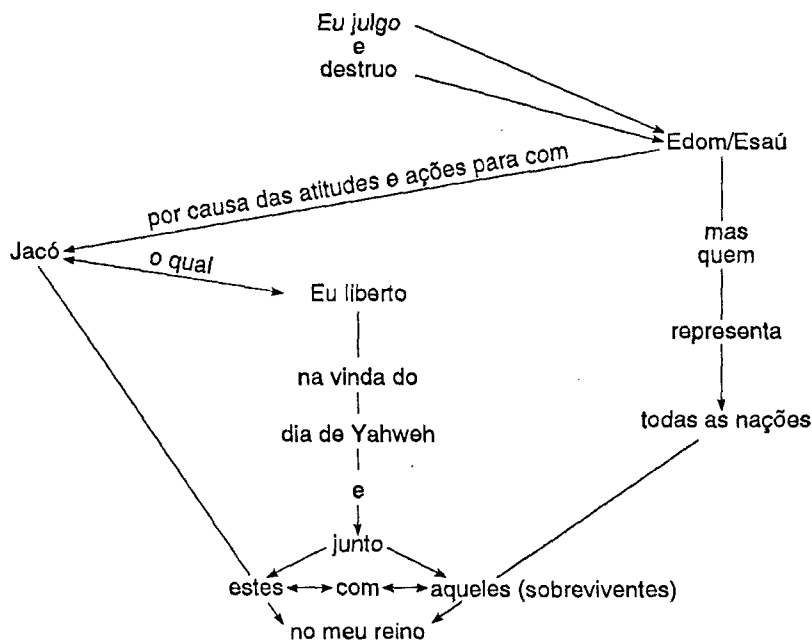 Eu julgo
e
destruo
Edom/Esaú
por causa das atitudes e ações para com
Jacó
o qual
Eu liberto
mas
quem
representa
na vinda do
dia de Yahweh
todas as nações
e
junto
estes com aqueles (sobreviventes)
no meu reino